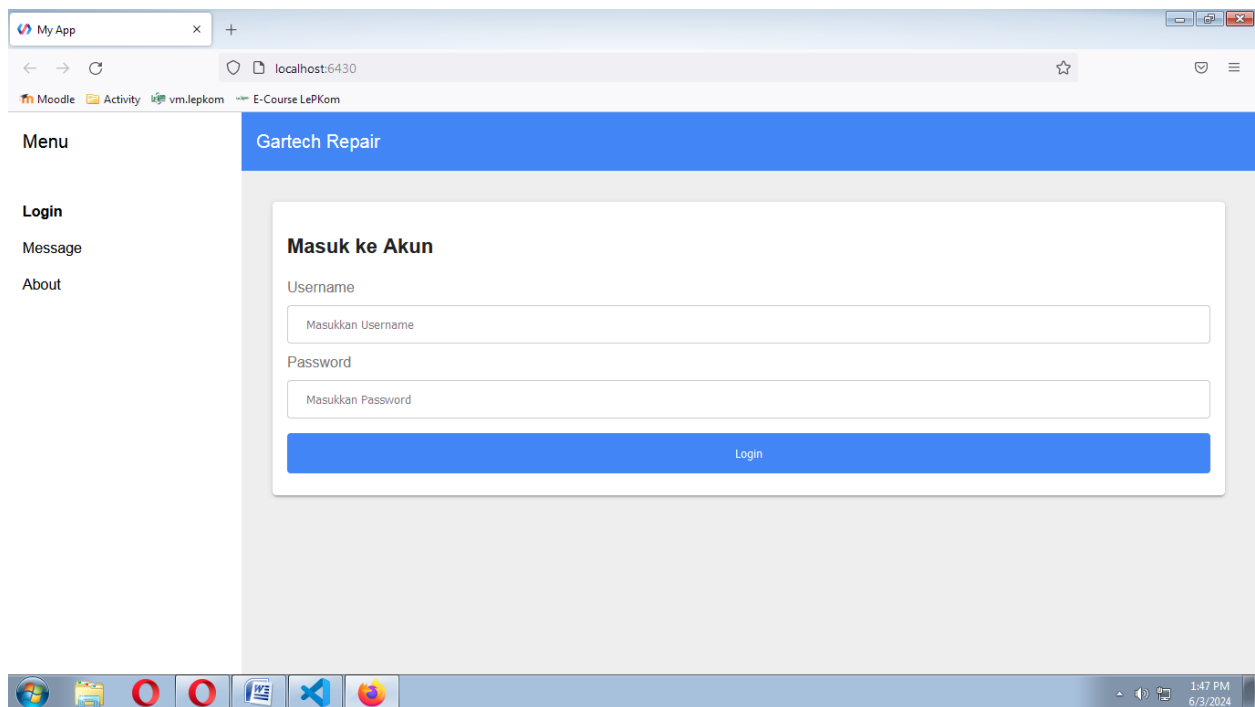 My App
localhost:6430
Moodle Activity vm.lepkom E-Course LePKom
Menu
Gartech Repair
Login
Message
About
Masuk ke Akun
Username
Masukkan Username
Password
Masukkan Password
Login
1:47 PM
6/3/2024